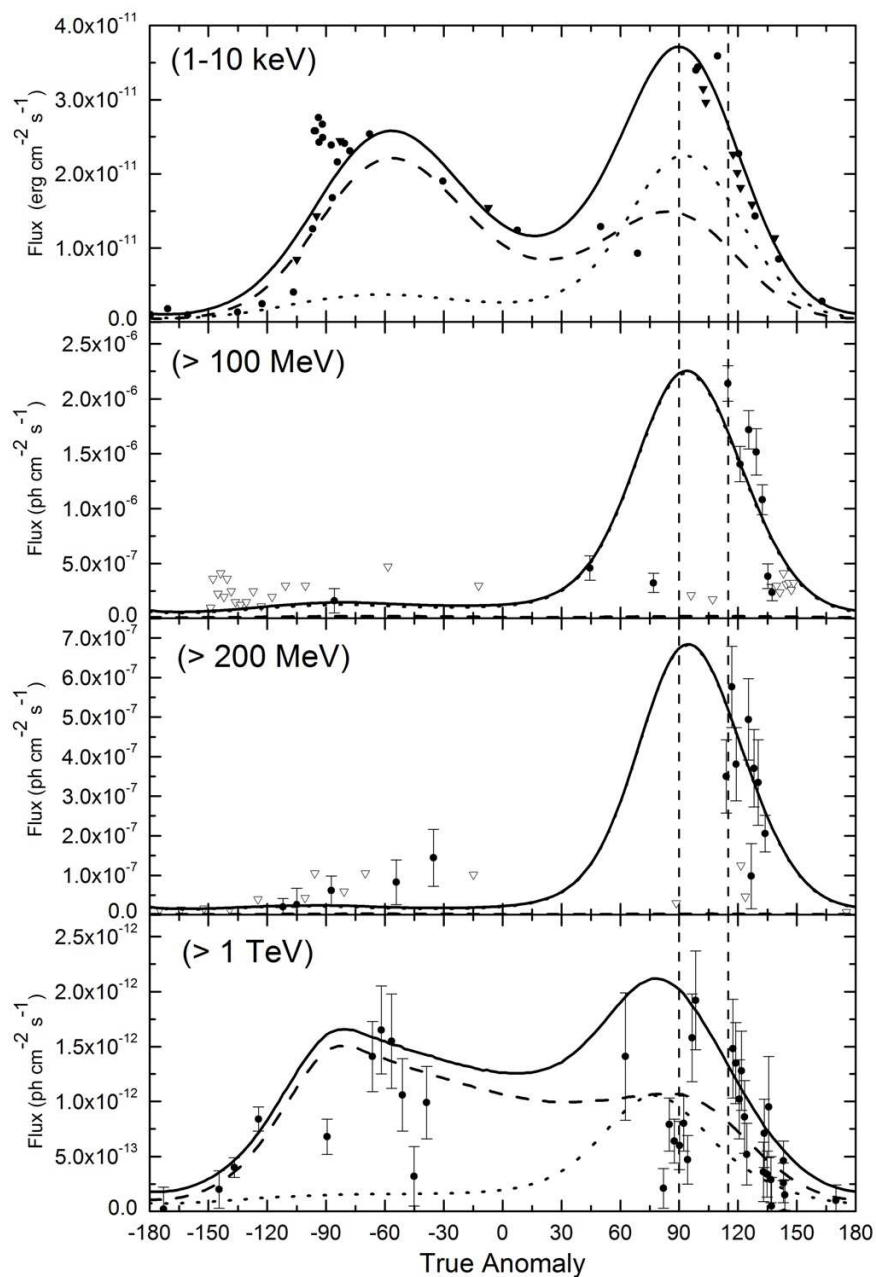 4.0x10⁻¹¹
(1-10 keV)
3.0x10⁻¹¹
2.0x10⁻¹¹
1.0x10⁻¹¹
0.0
Flux (erg cm⁻² s⁻¹)
2.5x10⁻⁶
(> 100 MeV)
2.0x10⁻⁶
1.5x10⁻⁶
1.0x10⁻⁶
5.0x10⁻⁷
0.0
Flux (ph cm⁻² s⁻¹)
7.0x10⁻⁷
(> 200 MeV)
6.0x10⁻⁷
5.0x10⁻⁷
4.0x10⁻⁷
3.0x10⁻⁷
2.0x10⁻⁷
1.0x10⁻⁷
0.0
Flux (ph cm⁻² s⁻¹)
2.5x10⁻¹²
(> 1 TeV)
2.0x10⁻¹²
1.5x10⁻¹²
1.0x10⁻¹²
5.0x10⁻¹³
0.0
Flux (ph cm⁻² s⁻¹)
-180 -150 -120 -90 -60 -30 0 30 60 90 120 150 180
True Anomaly